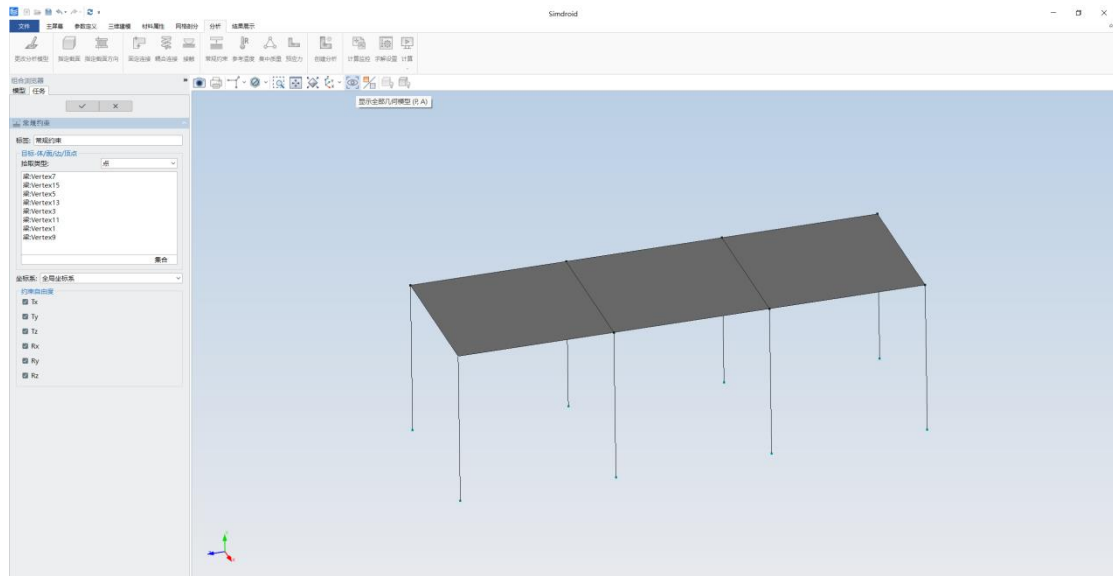 Simdroid
文件 主屏幕 参数定义 三维建模 材料属性 网格剖分 分析 结果展示
更改分析模型 指定截面 指定截面方向 固定连接 耦合连接 接触 常规约束 参考温度 集中质量 预应力 创建分析 计算监控 求解设置 计算
组合浏览器
模型 任务
显示全部几何模型 (P, A)
常规约束
标签: 常规约束
目标-体/面/边/顶点
拾取类型: 点
梁:Vertex7
梁:Vertex15
梁:Vertex5
梁:Vertex13
梁:Vertex3
梁:Vertex11
梁:Vertex1
梁:Vertex9
集合
坐标系: 全局坐标系
约束自由度
Tx
Ty
Tz
Rx
Ry
Rz